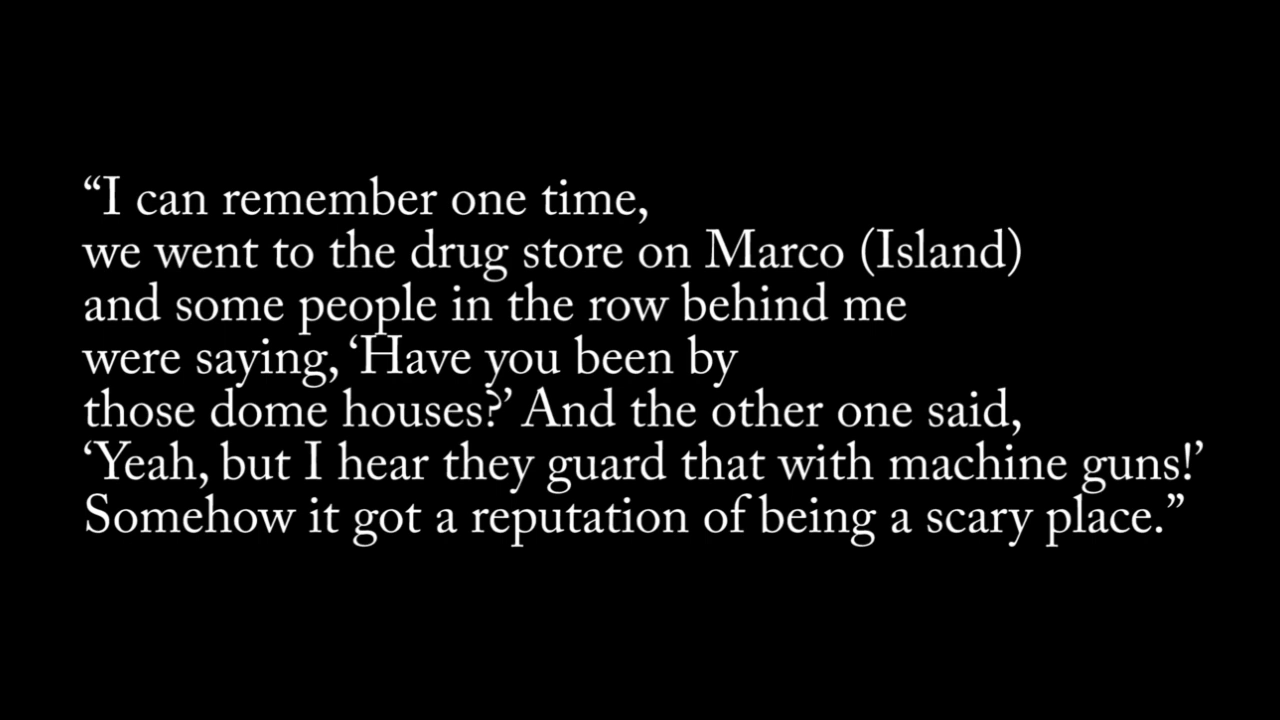 “I can remember one time,
we went to the drug store on Marco (Island)
and some people in the row behind me
were saying, ‘Have you been by
those dome houses?’ And the other one said,
‘Yeah, but I hear they guard that with machine guns!’
Somehow it got a reputation of being a scary place.”